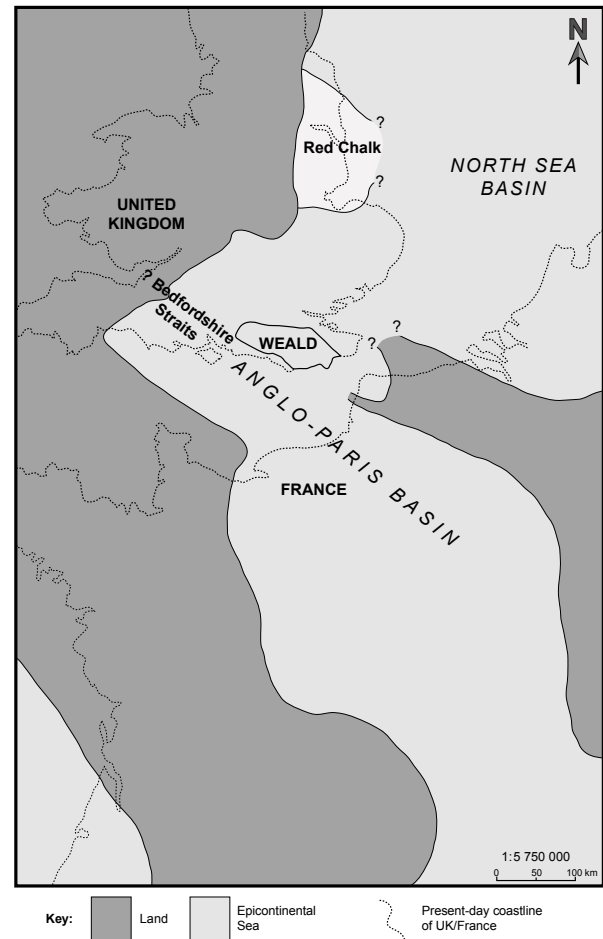 N
Red Chalk
NORTH SEA
BASIN
UNITED
KINGDOM
?
?
? Bedfordshire
Straits
WEALD
?
?
ANGLO-PARIS BASIN
FRANCE
1:5 750 000
0 50 100 km
Key:
Land
Epicontinental
Sea
Present-day coastline
of UK/France